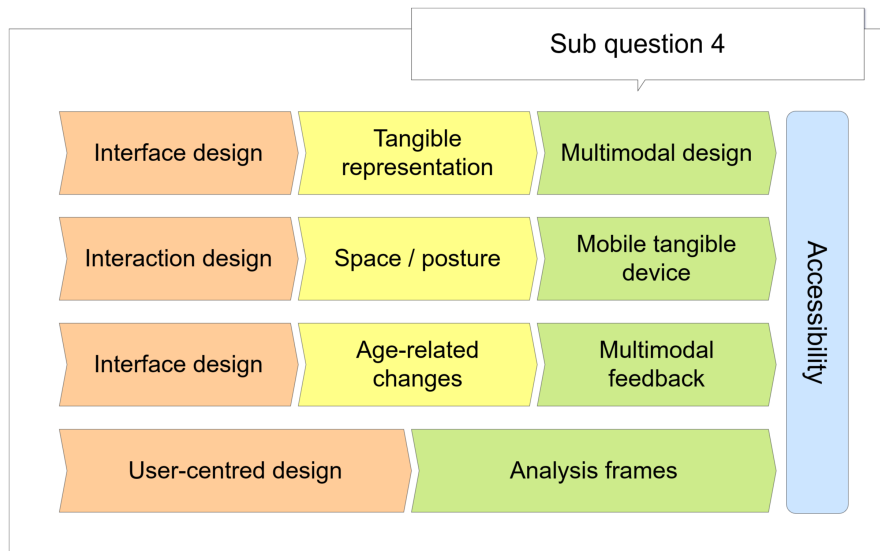 Sub question 4
Interface design
Tangible
representation
Multimodal design
Interaction design
Space / posture
Mobile tangible
device
Interface design
Age-related
changes
Multimodal
feedback
User-centred design
Analysis frames
Accessibility